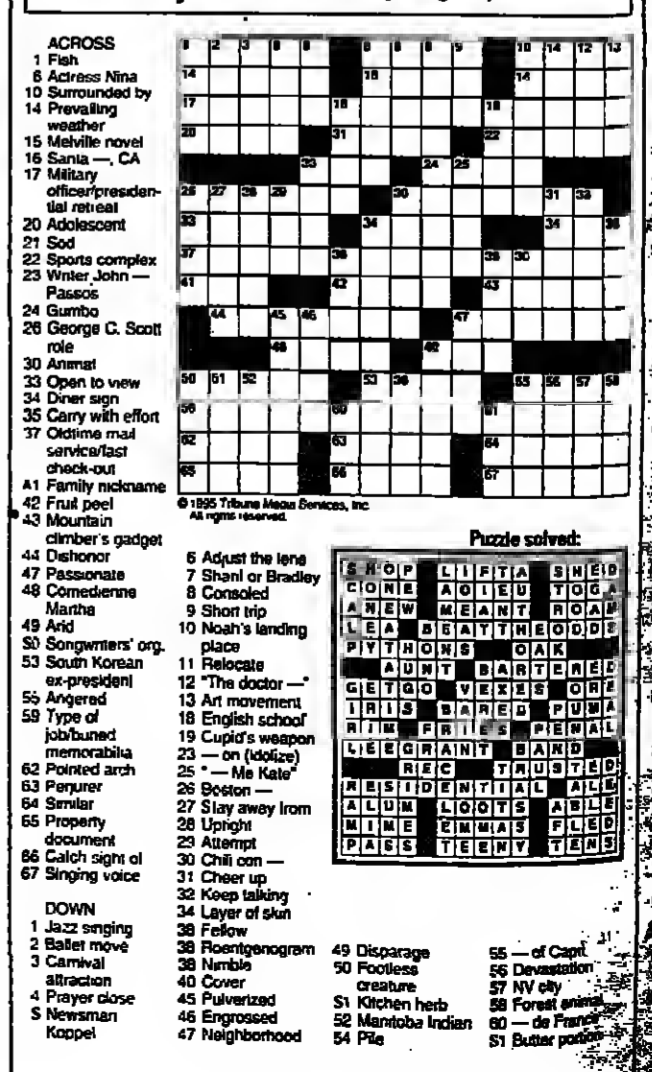 ACROSS
1 Fish
6 Actress Nina
10 Surrounded by
14 Prevailing
weather
15 Melville novel
16 Santa —, CA
17 Military
officer/presiden-
tial retreat
20 Adolescent
21 Sod
22 Sports complex
23 Writer John —
Passos
24 Gumbo
26 George C. Scott
role
30 Animal
33 Open to view
34 Diner sign
35 Carry with effort
37 Oldtime mail
service/fast
check-out
41 Family nickname
42 Fruit peel
43 Mountain
climber's gadget
44 Dishonor
47 Passionate
48 Comedienne
Martha
49 Arid
50 Songwriters' org.
53 South Korean
ex-president
55 Angered
59 Type of
job/buried
memorabilia
62 Pointed arch
63 Perjurer
64 Similar
65 Property
document
66 Catch sight of
67 Singing voice
DOWN
1 Jazz singing
2 Ballet move
3 Carnival
attraction
4 Prayer close
5 Newsman
Koppel
© 1995 Tribune Media Services, Inc.
All rights reserved.
6 Adjust the lens
7 Shanl or Bradley
8 Consoled
9 Short trip
10 Noah's landing
place
11 Relocate
12 "The doctor —"
13 Art movement
18 English school
19 Cupid's weapon
23 — on (idolize)
25 "— Me Kate"
26 Boston —
27 Stay away from
28 Upright
29 Attempt
30 Chili con —
31 Cheer up
32 Keep talking
34 Layer of skin
36 Fellow
38 Roentgenogram
39 Nimble
40 Cover
45 Pulverized
46 Engrossed
47 Neighborhood
49 Disparage
50 Footless
creature
51 Kitchen herb
52 Manitoba Indian
54 Pile
55 — of Capri
56 Devastation
57 NV city
58 Forest animal
60 — de France
61 Butter portion
Puzzle solved:
SHOP LIFTA SHED
CONE ADIEU TOGA
ANEW MEANT ROAM
LEA BEATTHEODDS
PYTHONS OAK
AUNT BARTERED
GETGO VEXES ORE
IRIS BARED PUMA
RIM FRIES PENAL
LEEGRANT BAND
REC TRUSTED
RESIDENTIAL ALE
ALUM LOOTS ABLE
MIME EMMAS FLED
PASS TEENY TENS